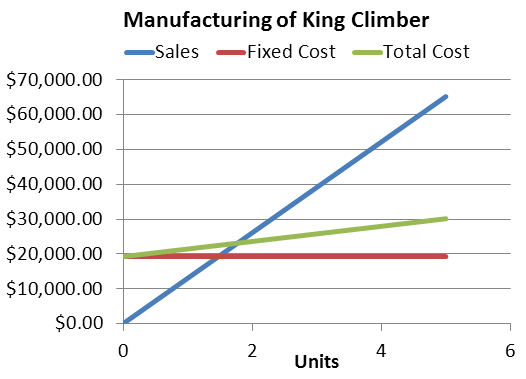 Manufacturing of King Climber
Sales Fixed Cost Total Cost
$70,000.00
$60,000.00
$50,000.00
$40,000.00
$30,000.00
$20,000.00
$10,000.00
$0.00
0 2 4 6
Units